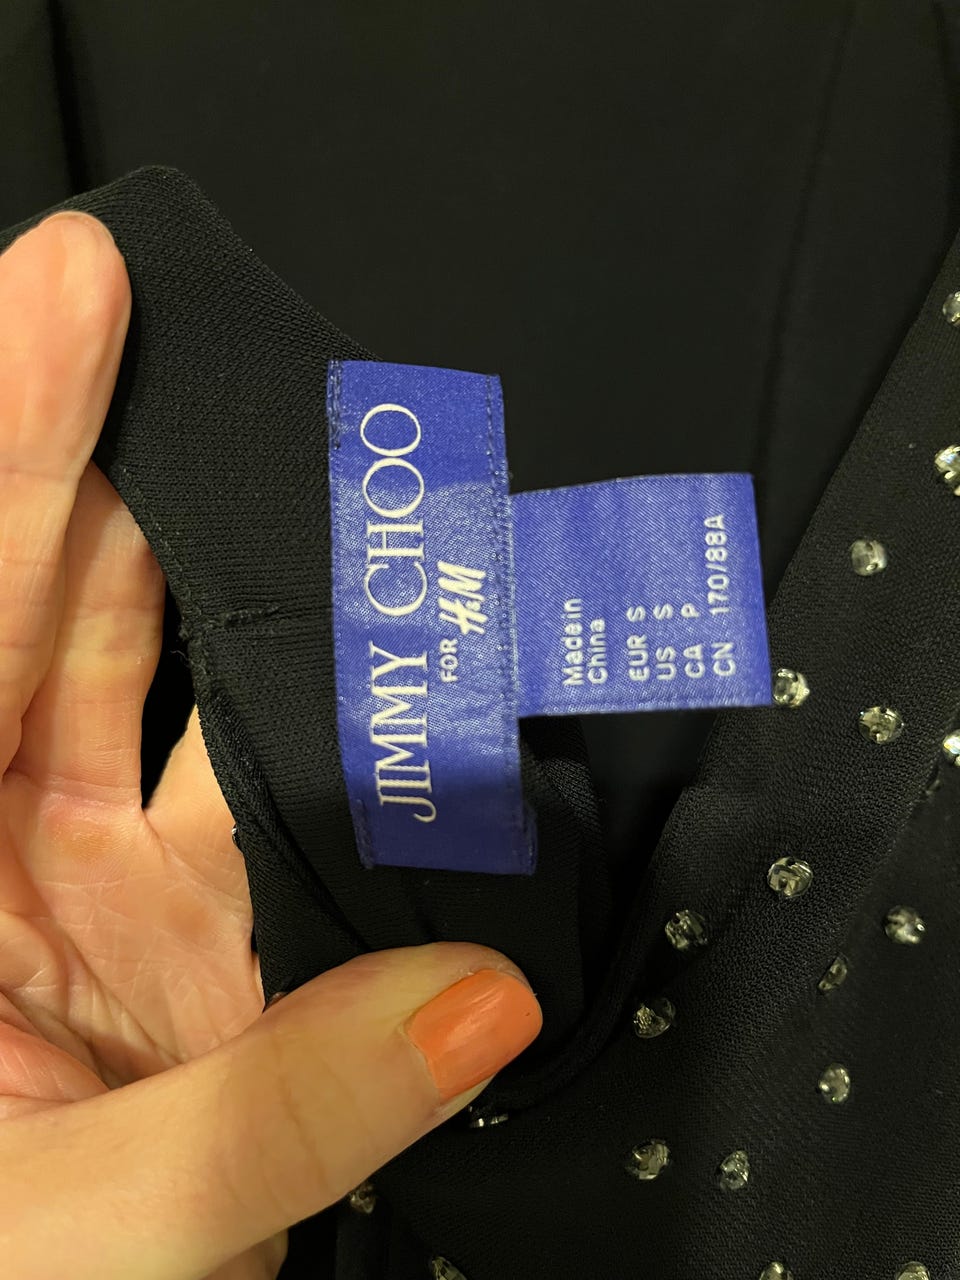 JIMMY CHOO
FOR H&M
Made in
China
EUR S
US S
CA P
CN 170/88A